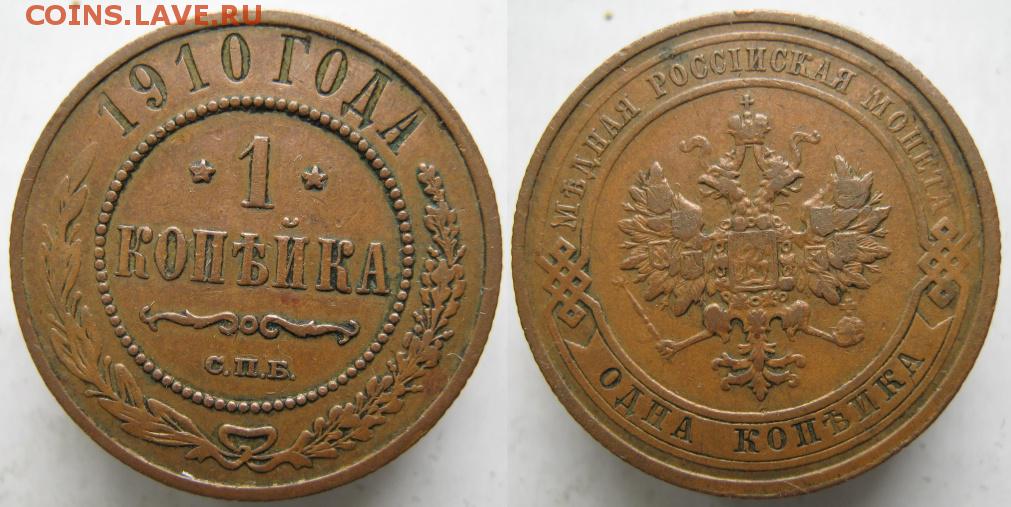 COINS.LAVE.RU
1910 ГОДА
1
КОПѢЙКА
С.П.Б.
МѢДНАЯ РОССІЙСКАЯ МОНЕТА
ОДНА КОПѢЙКА